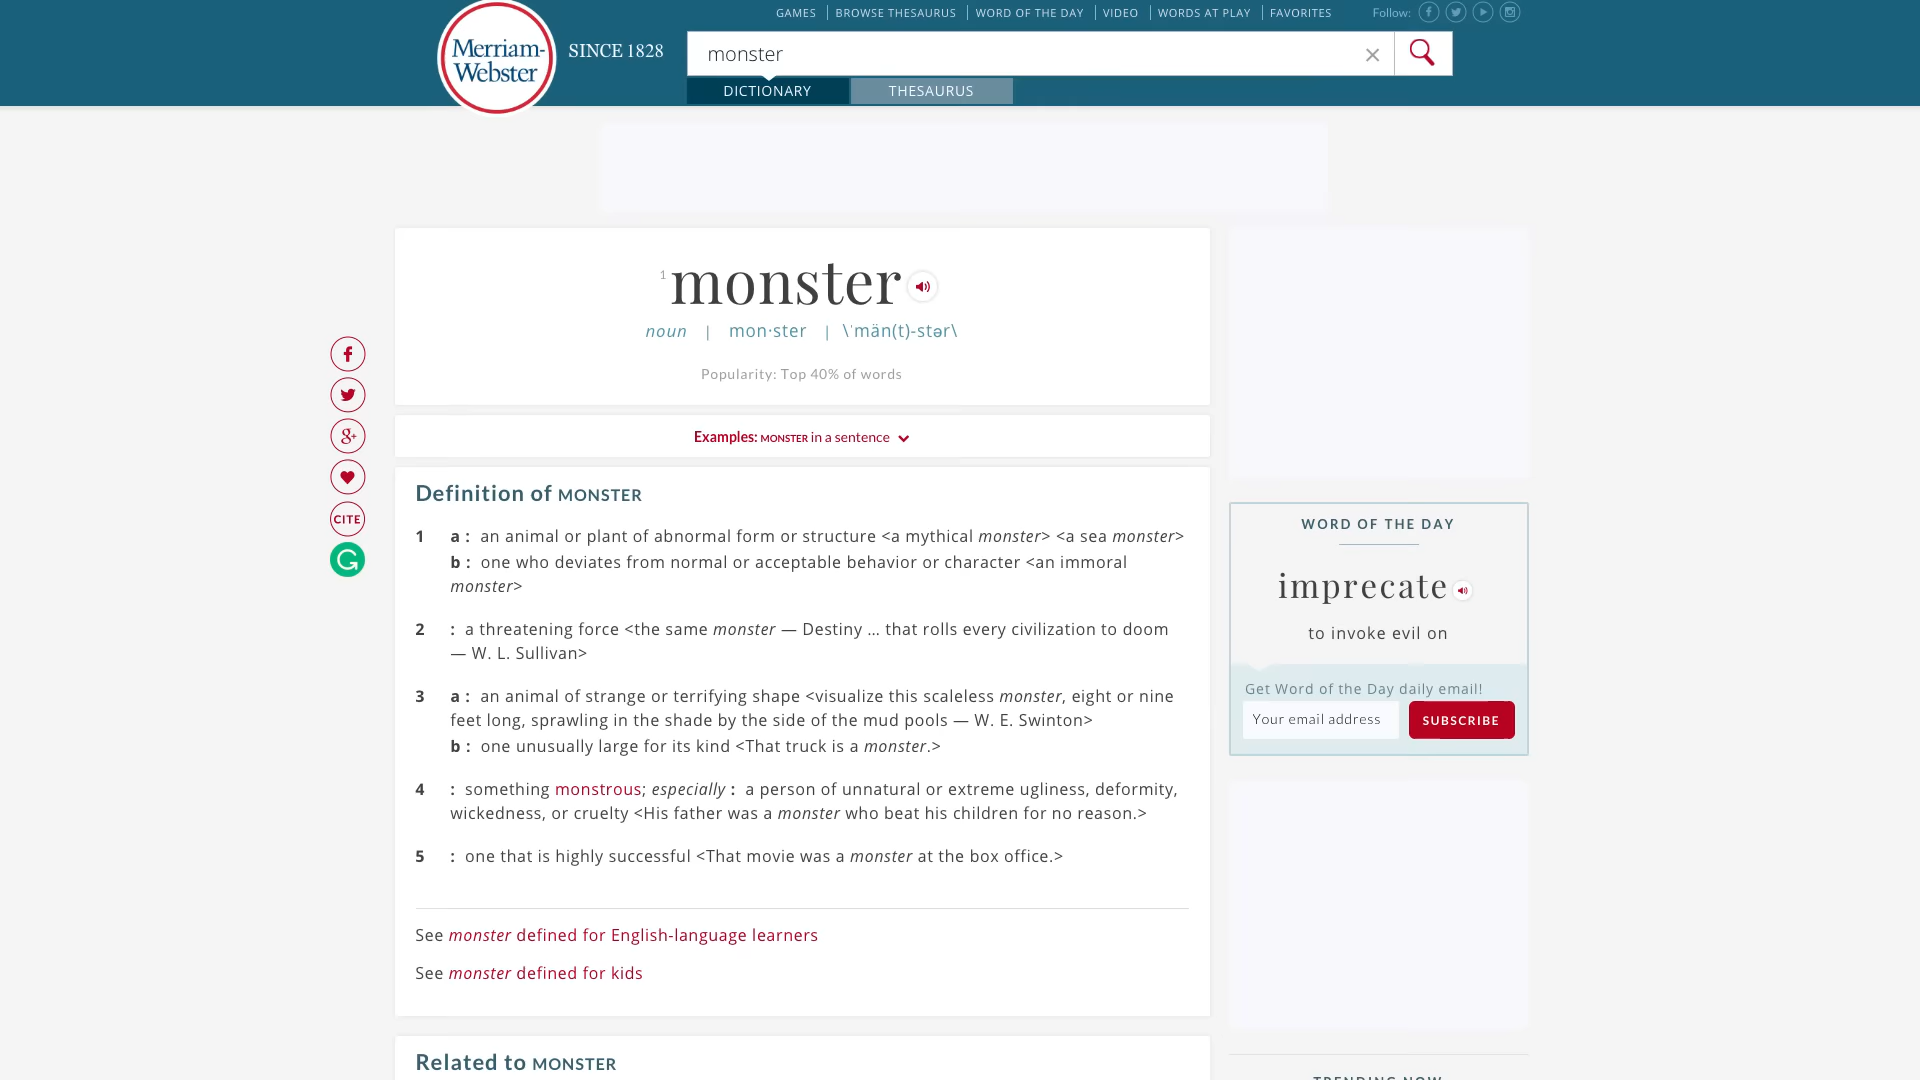 GAMES BROWSE THESAURUS WORD OF THE DAY VIDEO WORDS AT PLAY FAVORITES Follow:
Merriam-
Webster
SINCE 1828
monster
DICTIONARY THESAURUS
1 monster
noun | mon·ster | \ˈmän(t)-stər\
Popularity: Top 40% of words
Examples: MONSTER in a sentence
CITE
Definition of MONSTER
1 a : an animal or plant of abnormal form or structure <a mythical monster> <a sea monster>
b : one who deviates from normal or acceptable behavior or character <an immoral
monster>
2 : a threatening force <the same monster — Destiny … that rolls every civilization to doom
— W. L. Sullivan>
3 a : an animal of strange or terrifying shape <visualize this scaleless monster, eight or nine
feet long, sprawling in the shade by the side of the mud pools — W. E. Swinton>
b : one unusually large for its kind <That truck is a monster.>
4 : something monstrous; especially : a person of unnatural or extreme ugliness, deformity,
wickedness, or cruelty <His father was a monster who beat his children for no reason.>
5 : one that is highly successful <That movie was a monster at the box office.>
See monster defined for English-language learners
See monster defined for kids
Related to MONSTER
WORD OF THE DAY
imprecate
to invoke evil on
Get Word of the Day daily email!
Your email address SUBSCRIBE
TRENDING NOW